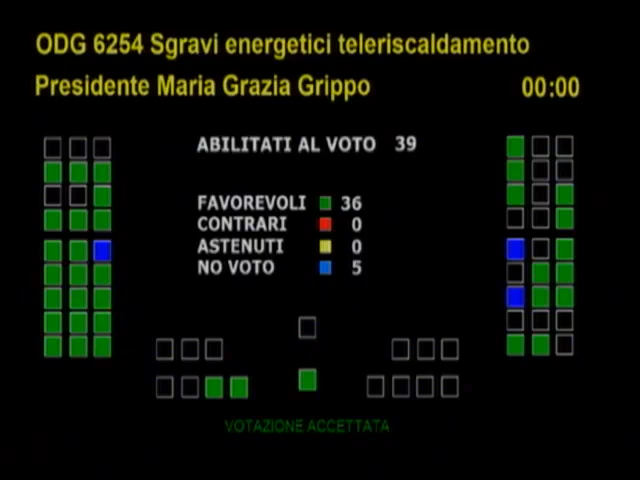 ODG 6254 Sgravi energetici teleriscaldamento
Presidente Maria Grazia Grippo 00:00
ABILITATI AL VOTO 39
FAVOREVOLI 36
CONTRARI 0
ASTENUTI 0
NO VOTO 5
VOTAZIONE ACCETTATA